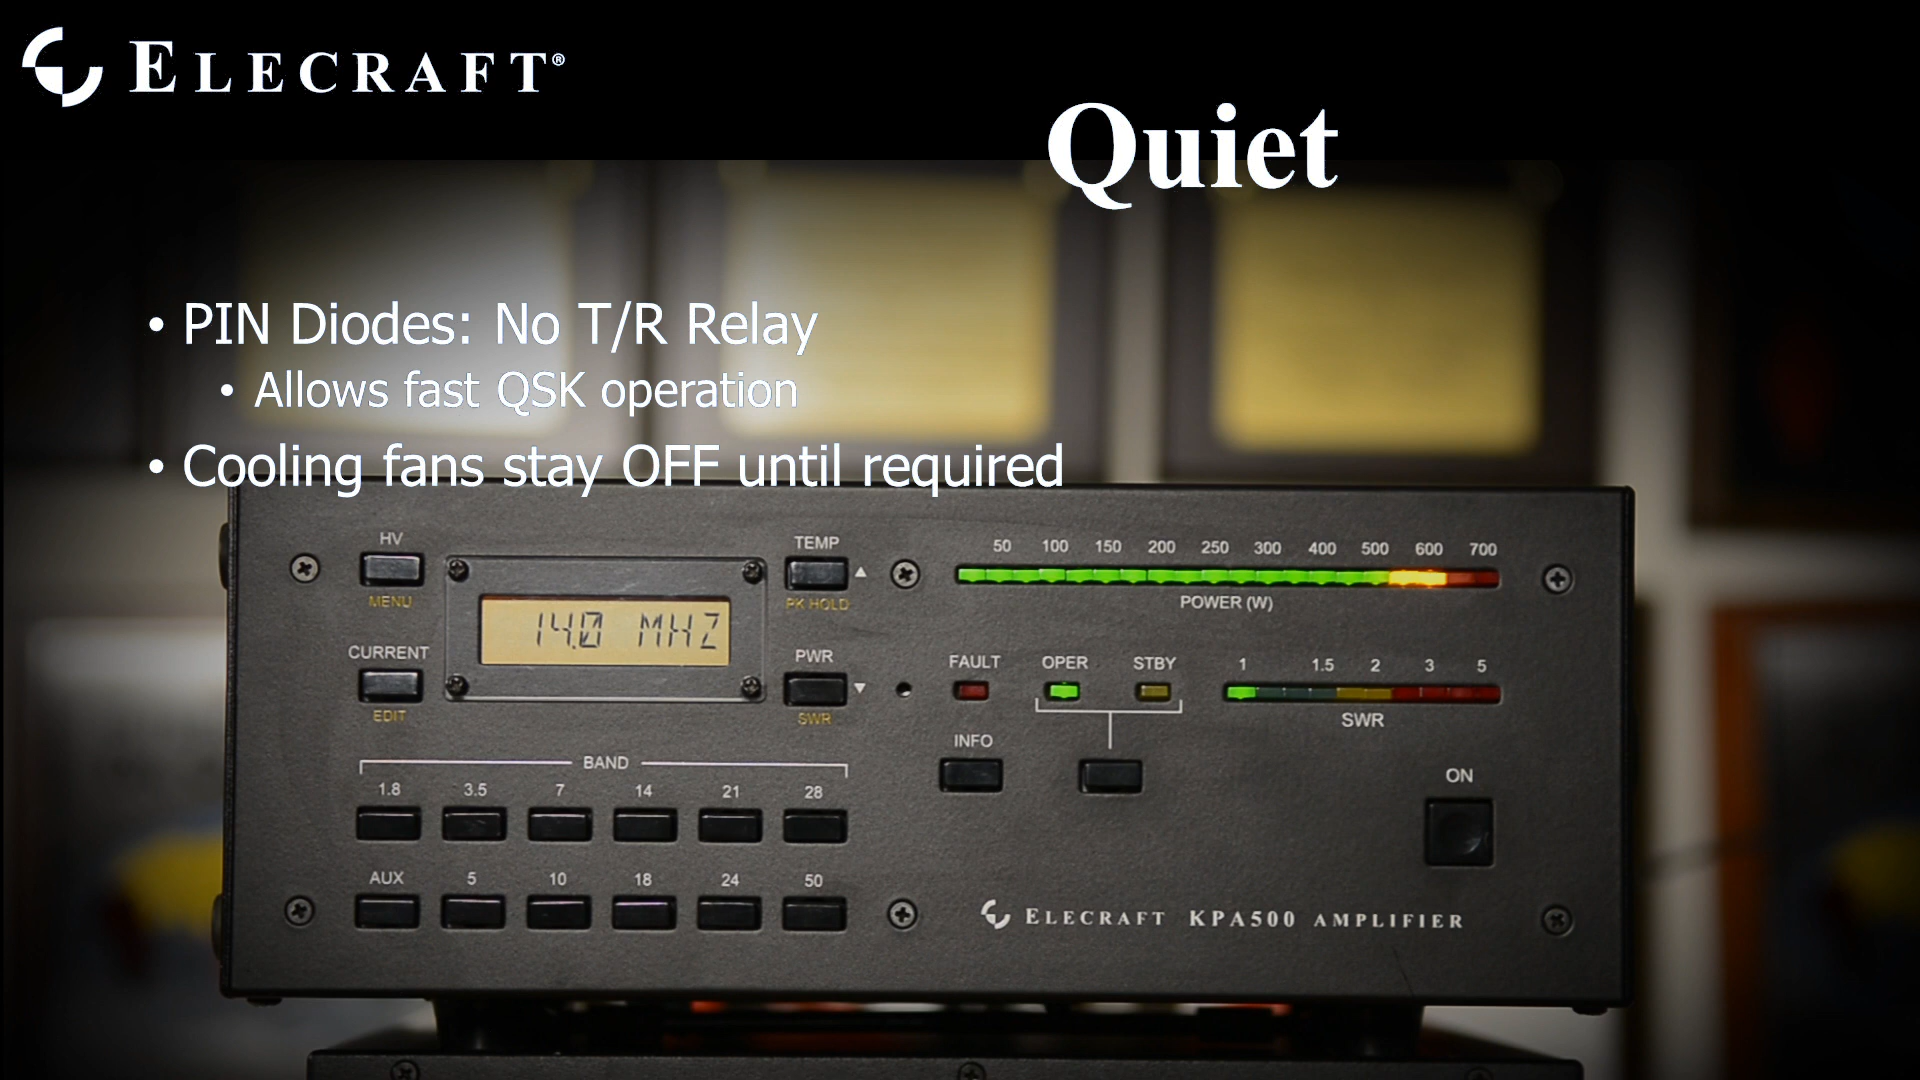 ELECRAFT®
Quiet
• PIN Diodes: No T/R Relay
• Allows fast QSK operation
• Cooling fans stay OFF until required
HV
MENU
14.0 MHZ
TEMP
PK HOLD
CURRENT
EDIT
PWR
SWR
50 100 150 200 250 300 400 500 600 700
POWER (W)
FAULT OPER STBY
1 1.5 2 3 5
SWR
INFO
ON
BAND
1.8 3.5 7 14 21 28
AUX 5 10 18 24 50
ELECRAFT KPA500 AMPLIFIER